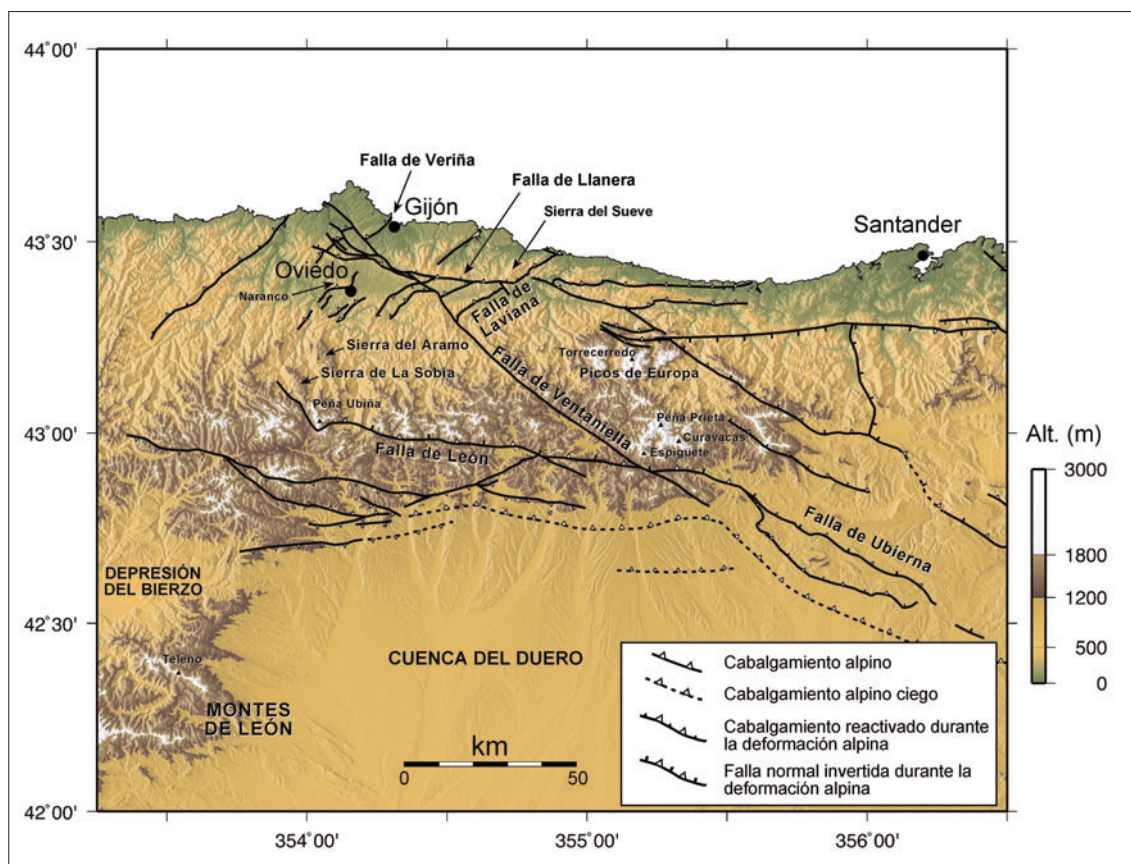 44˚00'
43˚30'
43˚00'
42˚30'
42˚00'
354˚00'
355˚00'
356˚00'
Falla de Veriña
Gijón
Falla de Llanera
Sierra del Sueve
Santander
Oviedo
Naranco
Falla de
Laviana
Sierra del Aramo
Sierra de La Sobia
Torrecerredo
Picos de Europa
Falla de Ventaniella
Peña Ubiña
Peña Prieta
Curavacas
Espigüete
Falla de León
Falla de Ubierna
DEPRESIÓN
DEL BIERZO
Teleno
CUENCA DEL DUERO
MONTES
DE LEÓN
km
0
50
Cabalgamiento alpino
Cabalgamiento alpino ciego
Cabalgamiento reactivado durante
la deformación alpina
Falla normal invertida durante la
deformación alpina
Alt. (m)
3000
1800
1200
500
0